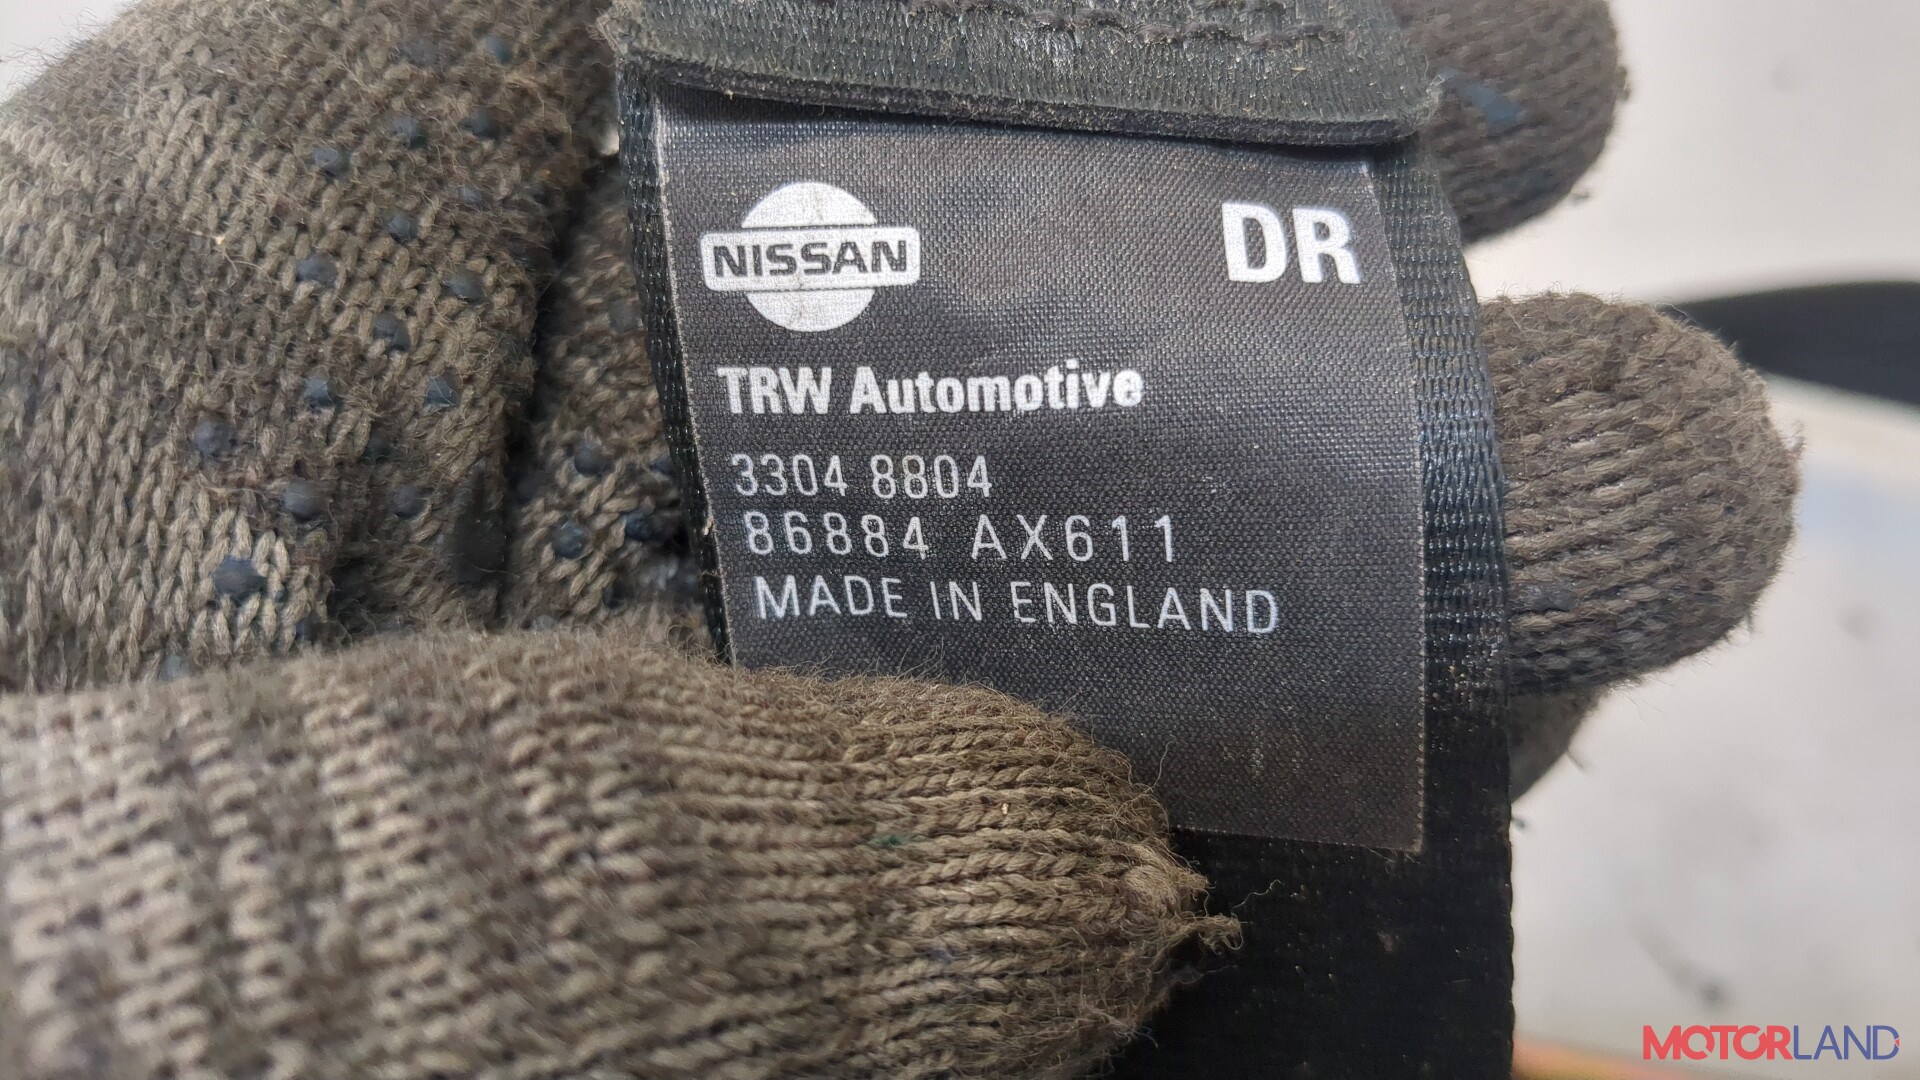 NISSAN
DR
TRW Automotive
3304 8804
86884 AX611
MADE IN ENGLAND
MOTORLAND